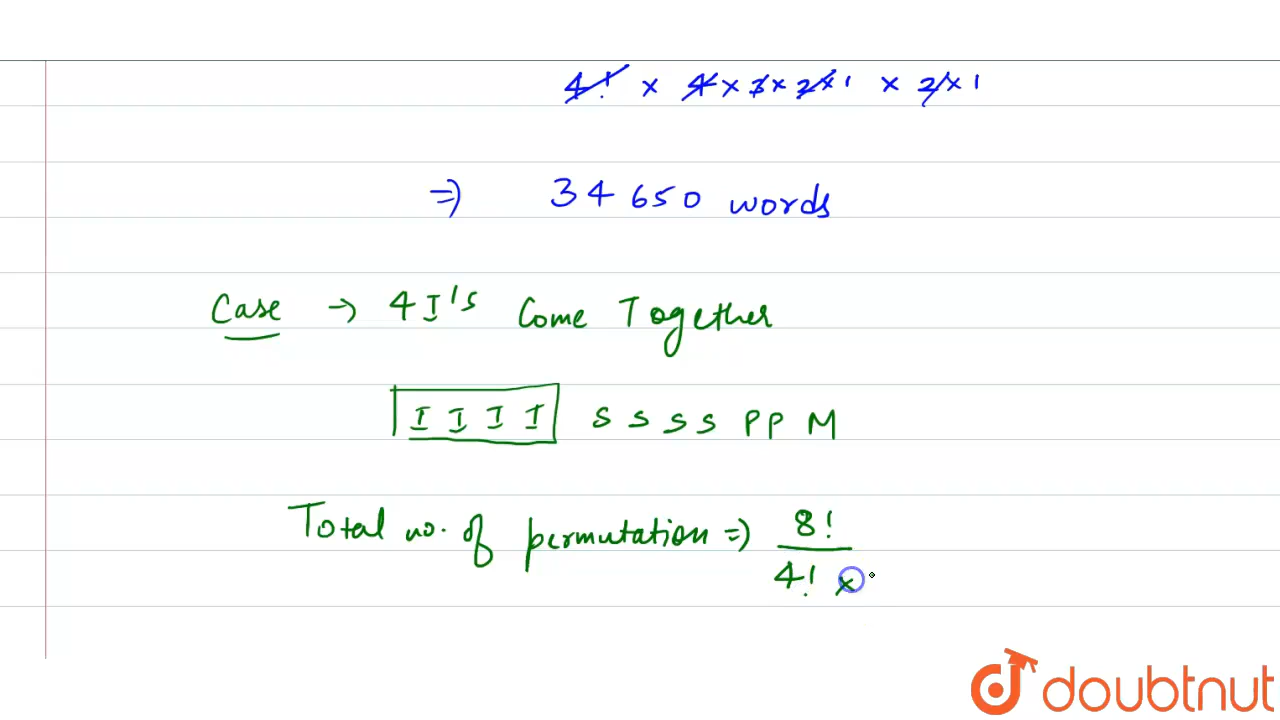 4! × 4 × 3 × 2 × 1 × 2 × 1
⇒ 34650 words
Case → 4 I's Come Together
I I I I S S S S P P M
Total no. of permutation ⇒ 8!
4! ×
doubtnut